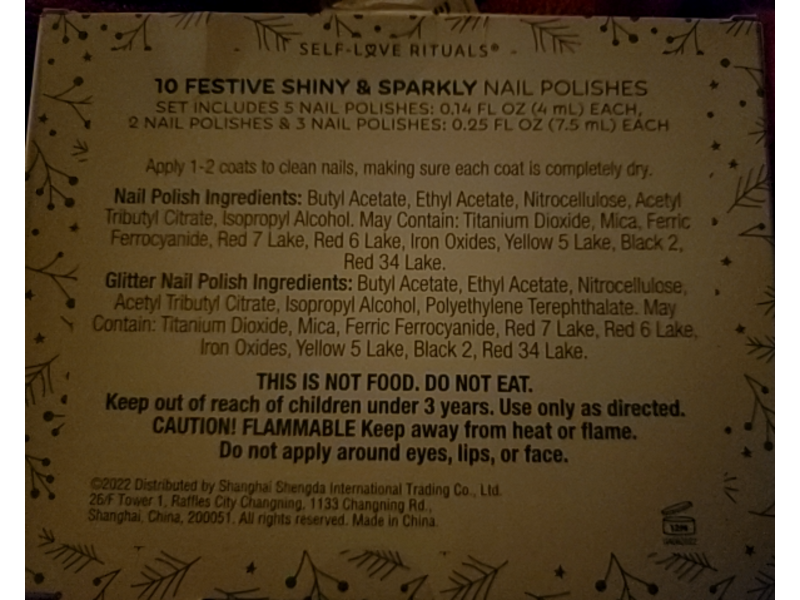 SELF-LOVE RITUALS®
10 FESTIVE SHINY & SPARKLY NAIL POLISHES
SET INCLUDES 5 NAIL POLISHES: 0.14 FL OZ (4 mL) EACH,
2 NAIL POLISHES & 3 NAIL POLISHES: 0.25 FL OZ (7.5 mL) EACH
Apply 1-2 coats to clean nails, making sure each coat is completely dry.
Nail Polish Ingredients: Butyl Acetate, Ethyl Acetate, Nitrocellulose, Acetyl
Tributyl Citrate, Isopropyl Alcohol. May Contain: Titanium Dioxide, Mica, Ferric
Ferrocyanide, Red 7 Lake, Red 6 Lake, Iron Oxides, Yellow 5 Lake, Black 2,
Red 34 Lake.
Glitter Nail Polish Ingredients: Butyl Acetate, Ethyl Acetate, Nitrocellulose,
Acetyl Tributyl Citrate, Isopropyl Alcohol, Polyethylene Terephthalate. May
Contain: Titanium Dioxide, Mica, Ferric Ferrocyanide, Red 7 Lake, Red 6 Lake,
Iron Oxides, Yellow 5 Lake, Black 2, Red 34 Lake.
THIS IS NOT FOOD. DO NOT EAT.
Keep out of reach of children under 3 years. Use only as directed.
CAUTION! FLAMMABLE Keep away from heat or flame.
Do not apply around eyes, lips, or face.
©2022 Distributed by Shanghai Shengda International Trading Co., Ltd.
26/F Tower 1, Raffles City Changning, 1133 Changning Rd.,
Shanghai, China, 200051. All rights reserved. Made in China.
12M